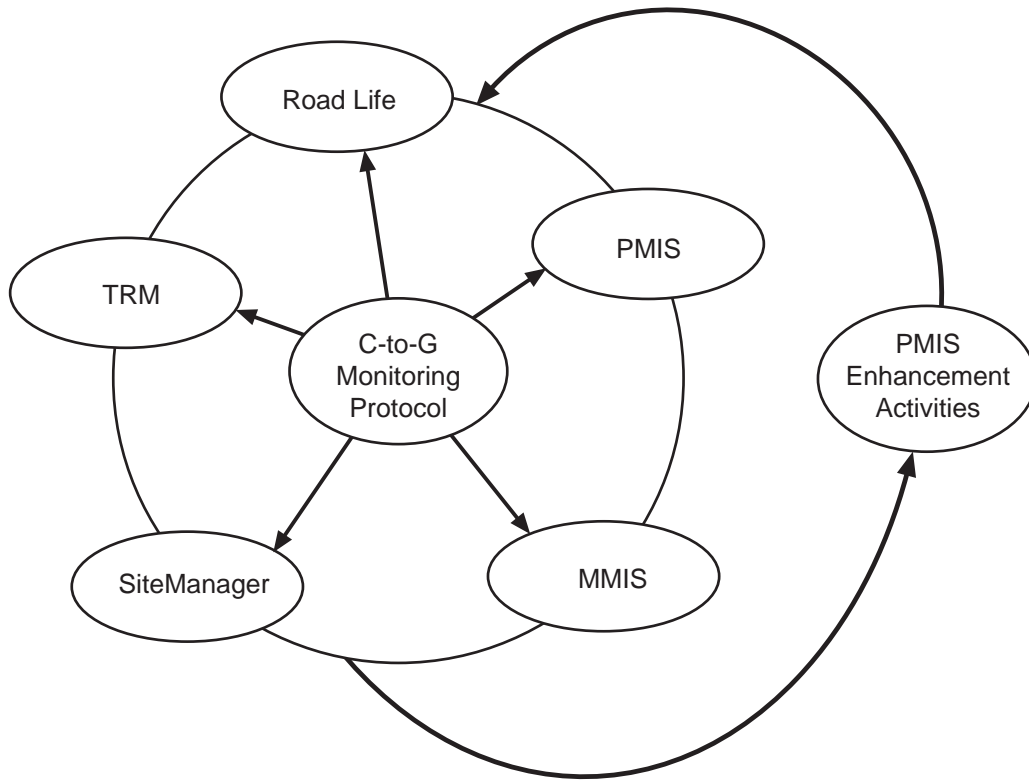 Road Life
PMIS
TRM
C-to-G
Monitoring
Protocol
PMIS
Enhancement
Activities
SiteManager
MMIS